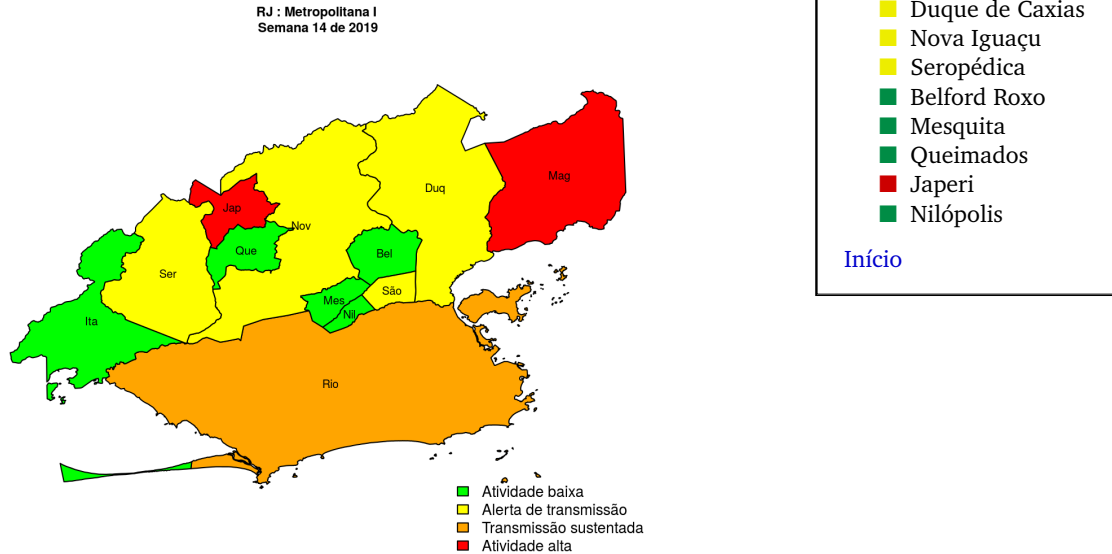 RJ : Metropolitana I
Semana 14 de 2019
Mag
Duq
Jap
Nov
Que
Bel
Ser
São
Mes
Nil
Ita
Rio
Atividade baixa
Alerta de transmissão
Transmissão sustentada
Atividade alta
Duque de Caxias
Nova Iguaçu
Seropédica
Belford Roxo
Mesquita
Queimados
Japeri
Nilópolis
Início